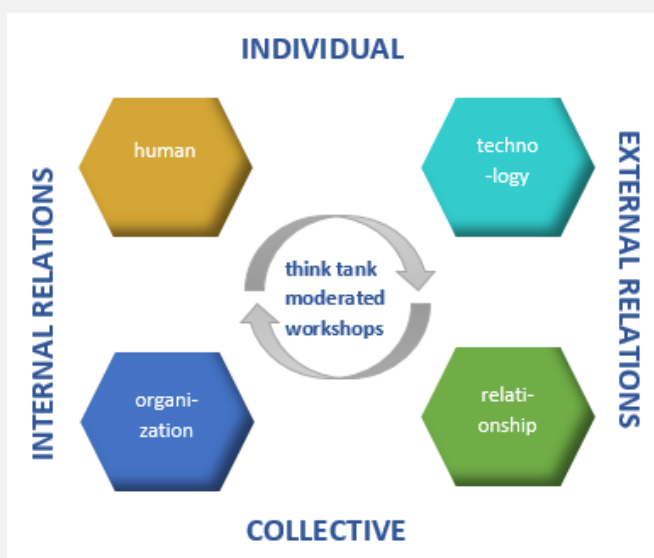 INDIVIDUAL
human
techno
-logy
INTERNAL RELATIONS
EXTERNAL RELATIONS
think tank
moderated
workshops
organi-
zation
relati-
onship
COLLECTIVE